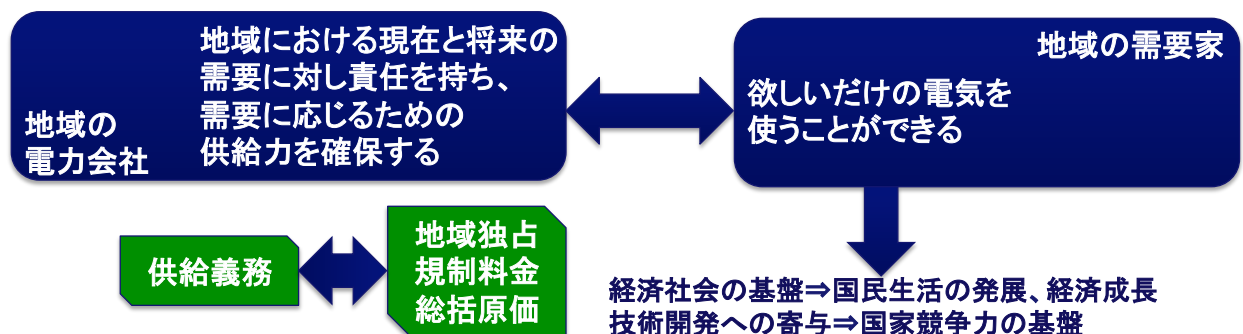 地域における現在と将来の
需要に対し責任を持ち、
需要に応じるための
供給力を確保する
地域の
電力会社
地域の需要家
欲しいだけの電気を
使うことができる
供給義務
地域独占
規制料金
総括原価
経済社会の基盤⇒国民生活の発展、経済成長
技術開発への寄与⇒国家競争力の基盤